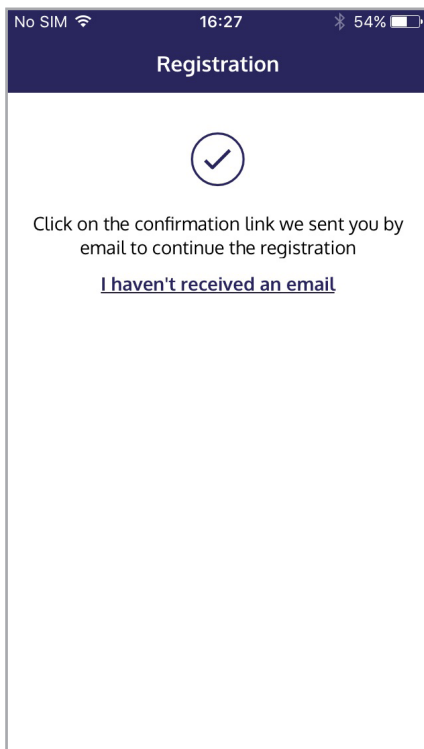 No SIM 16:27 54%
Registration
Click on the confirmation link we sent you by
email to continue the registration
I haven't received an email